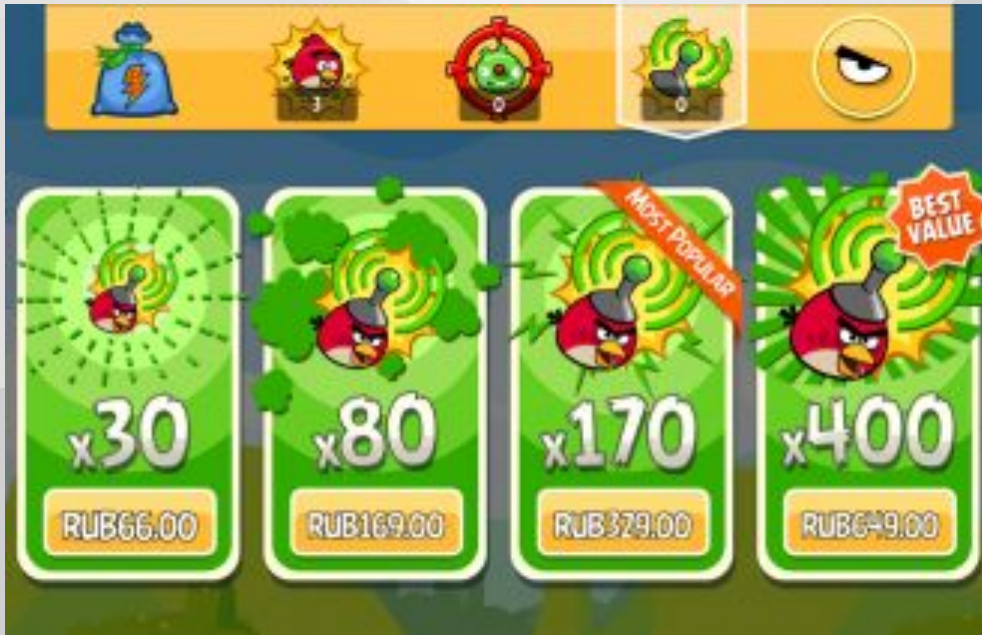 3
0
0
MOST POPULAR
BEST
VALUE
x30
x80
x170
x400
RUB66.00
RUB169.00
RUB329.00
RUB649.00